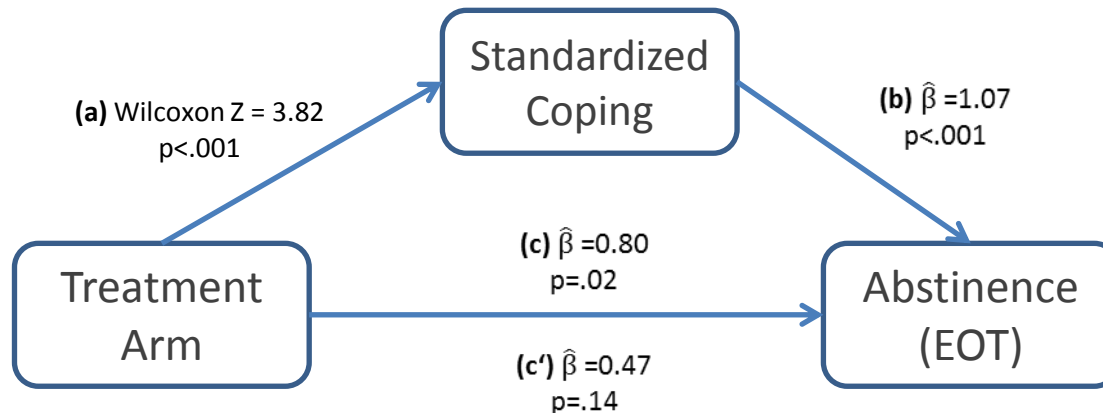 Standardized
Coping
(a) Wilcoxon Z = 3.82
p<.001
(b) β̂ =1.07
p<.001
Treatment
Arm
(c) β̂ =0.80
p=.02
(c‘) β̂ =0.47
p=.14
Abstinence
(EOT)